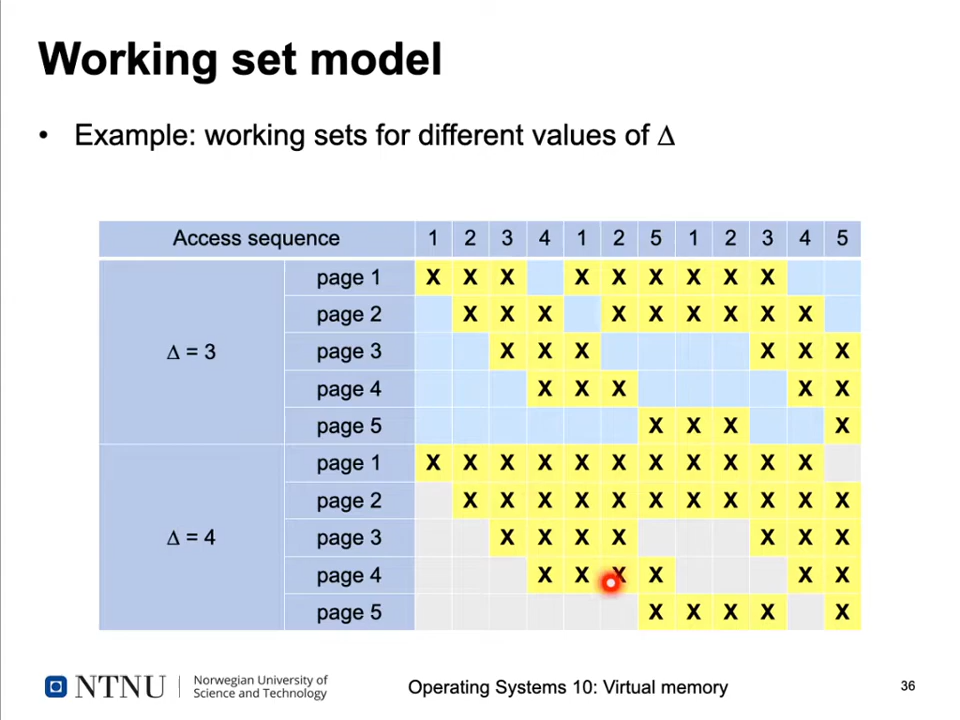 Working set model
• Example: working sets for different values of Δ
Access sequence 1 2 3 4 1 2 5 1 2 3 4 5
Δ = 3
page 1 X X X X X X X X X
page 2 X X X X X X X X X
page 3 X X X X X X
page 4 X X X X X
page 5 X X X X
Δ = 4
page 1 X X X X X X X X X X X
page 2 X X X X X X X X X X X
page 3 X X X X X X X
page 4 X X X X X X
page 5 X X X X X
NTNU
Norwegian University of
Science and Technology
Operating Systems 10: Virtual memory
36